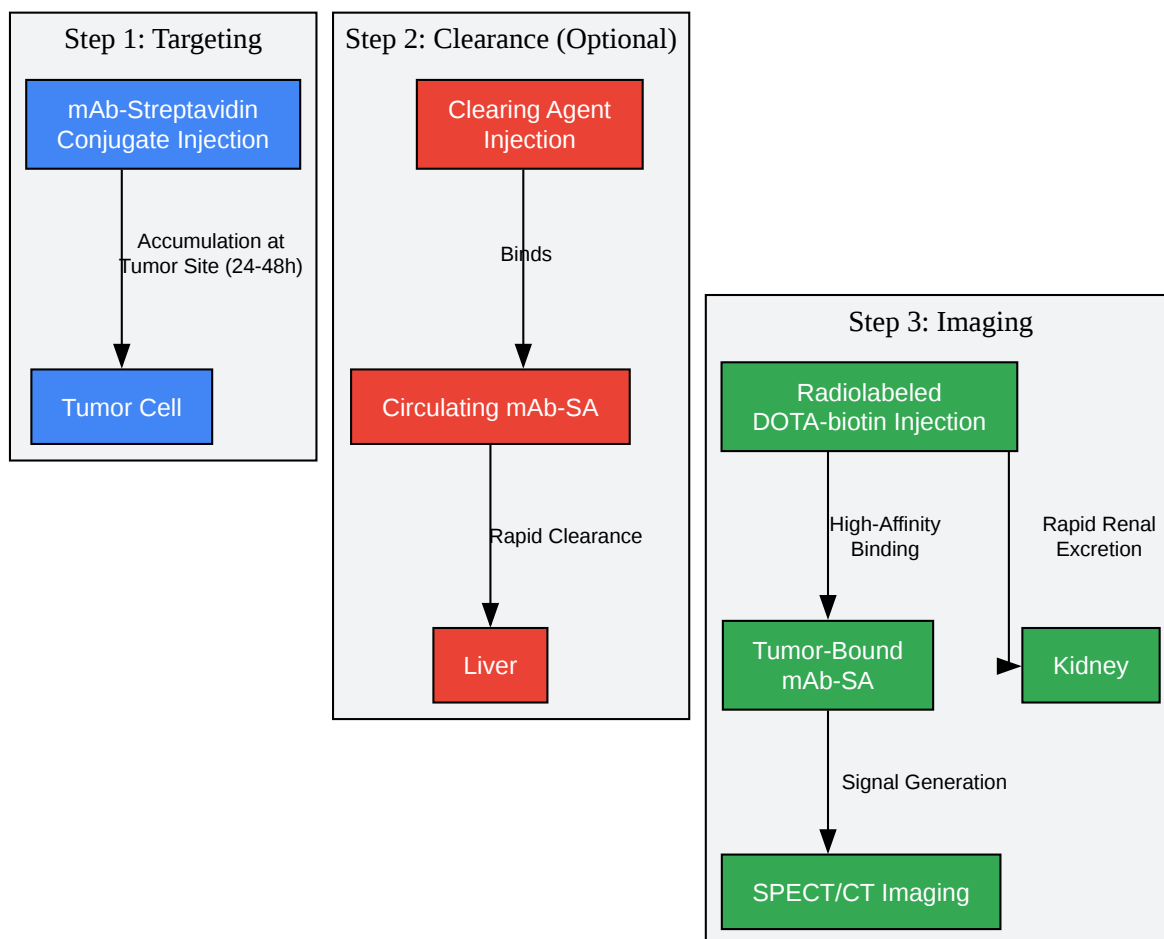 Step 1: Targeting
mAb-Streptavidin
Conjugate Injection
Accumulation at
Tumor Site (24-48h)
Tumor Cell
Step 2: Clearance (Optional)
Clearing Agent
Injection
Binds
Circulating mAb-SA
Rapid Clearance
Liver
Step 3: Imaging
Radiolabeled
DOTA-biotin Injection
High-Affinity
Binding
Rapid Renal
Excretion
Tumor-Bound
mAb-SA
Kidney
Signal Generation
SPECT/CT Imaging